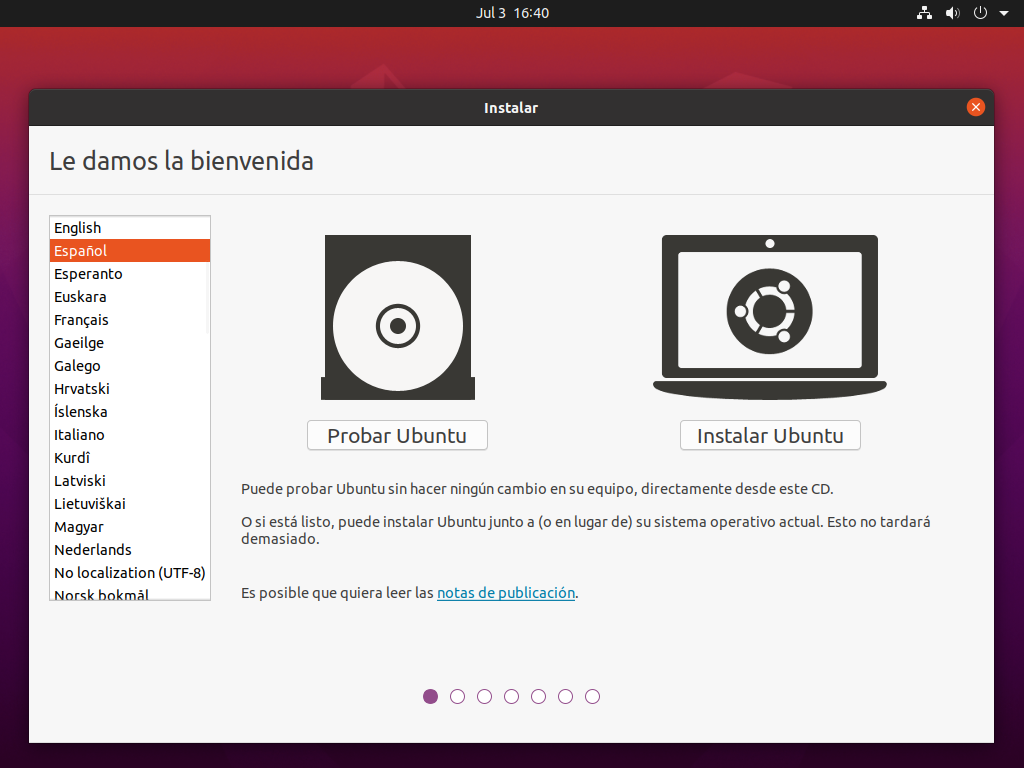 Jul 3 16:40
Instalar
Le damos la bienvenida
English
Español
Esperanto
Euskara
Français
Gaeilge
Galego
Hrvatski
Íslenska
Italiano
Kurdî
Latviski
Lietuviškai
Magyar
Nederlands
No localization (UTF-8)
Norsk bokmål
Probar Ubuntu
Instalar Ubuntu
Puede probar Ubuntu sin hacer ningún cambio en su equipo, directamente desde este CD.
O si está listo, puede instalar Ubuntu junto a (o en lugar de) su sistema operativo actual. Esto no tardará
demasiado.
Es posible que quiera leer las notas de publicación.